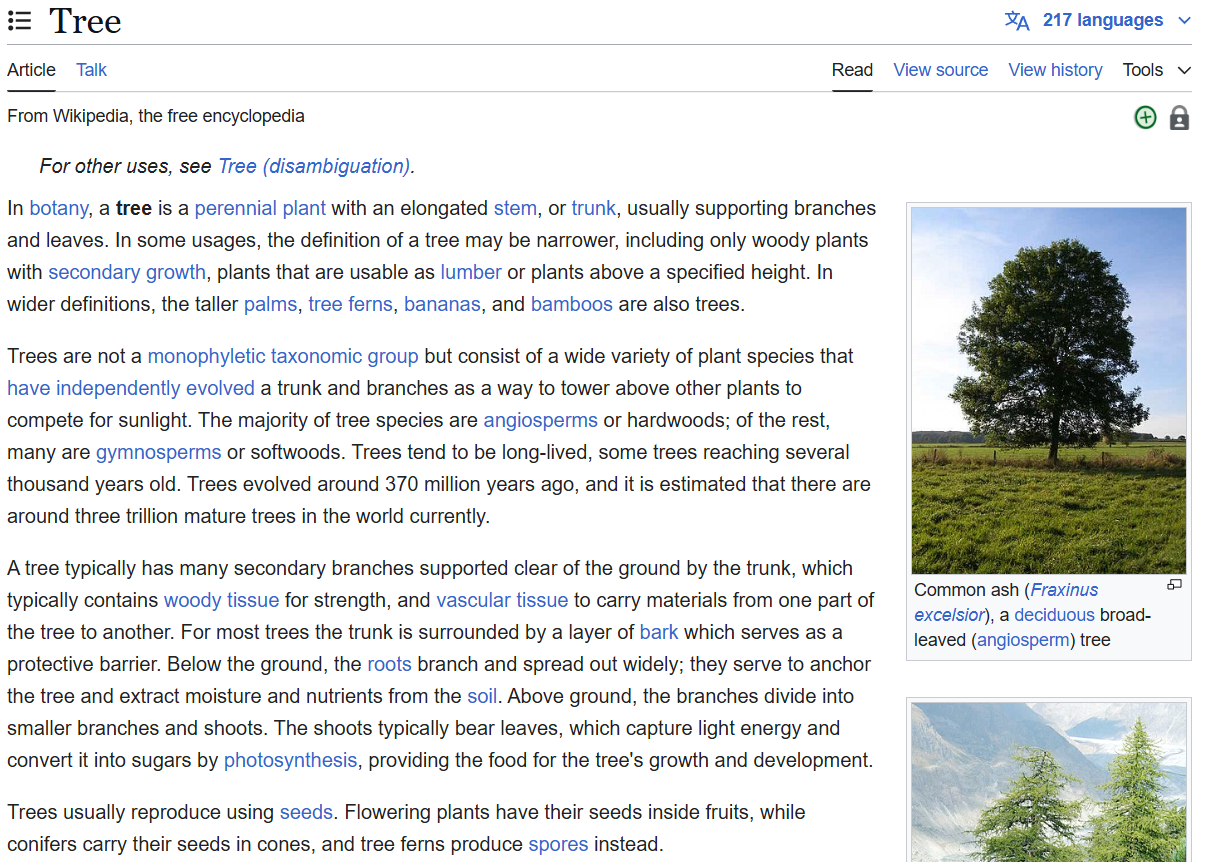 Tree
217 languages
Article Talk
Read View source View history Tools
From Wikipedia, the free encyclopedia
For other uses, see Tree (disambiguation).
In botany, a tree is a perennial plant with an elongated stem, or trunk, usually supporting branches
and leaves. In some usages, the definition of a tree may be narrower, including only woody plants
with secondary growth, plants that are usable as lumber or plants above a specified height. In
wider definitions, the taller palms, tree ferns, bananas, and bamboos are also trees.
Trees are not a monophyletic taxonomic group but consist of a wide variety of plant species that
have independently evolved a trunk and branches as a way to tower above other plants to
compete for sunlight. The majority of tree species are angiosperms or hardwoods; of the rest,
many are gymnosperms or softwoods. Trees tend to be long-lived, some trees reaching several
thousand years old. Trees evolved around 370 million years ago, and it is estimated that there are
around three trillion mature trees in the world currently.
A tree typically has many secondary branches supported clear of the ground by the trunk, which
typically contains woody tissue for strength, and vascular tissue to carry materials from one part of
the tree to another. For most trees the trunk is surrounded by a layer of bark which serves as a
protective barrier. Below the ground, the roots branch and spread out widely; they serve to anchor
the tree and extract moisture and nutrients from the soil. Above ground, the branches divide into
smaller branches and shoots. The shoots typically bear leaves, which capture light energy and
convert it into sugars by photosynthesis, providing the food for the tree's growth and development.
Trees usually reproduce using seeds. Flowering plants have their seeds inside fruits, while
conifers carry their seeds in cones, and tree ferns produce spores instead.
Common ash (Fraxinus
excelsior), a deciduous broad-
leaved (angiosperm) tree